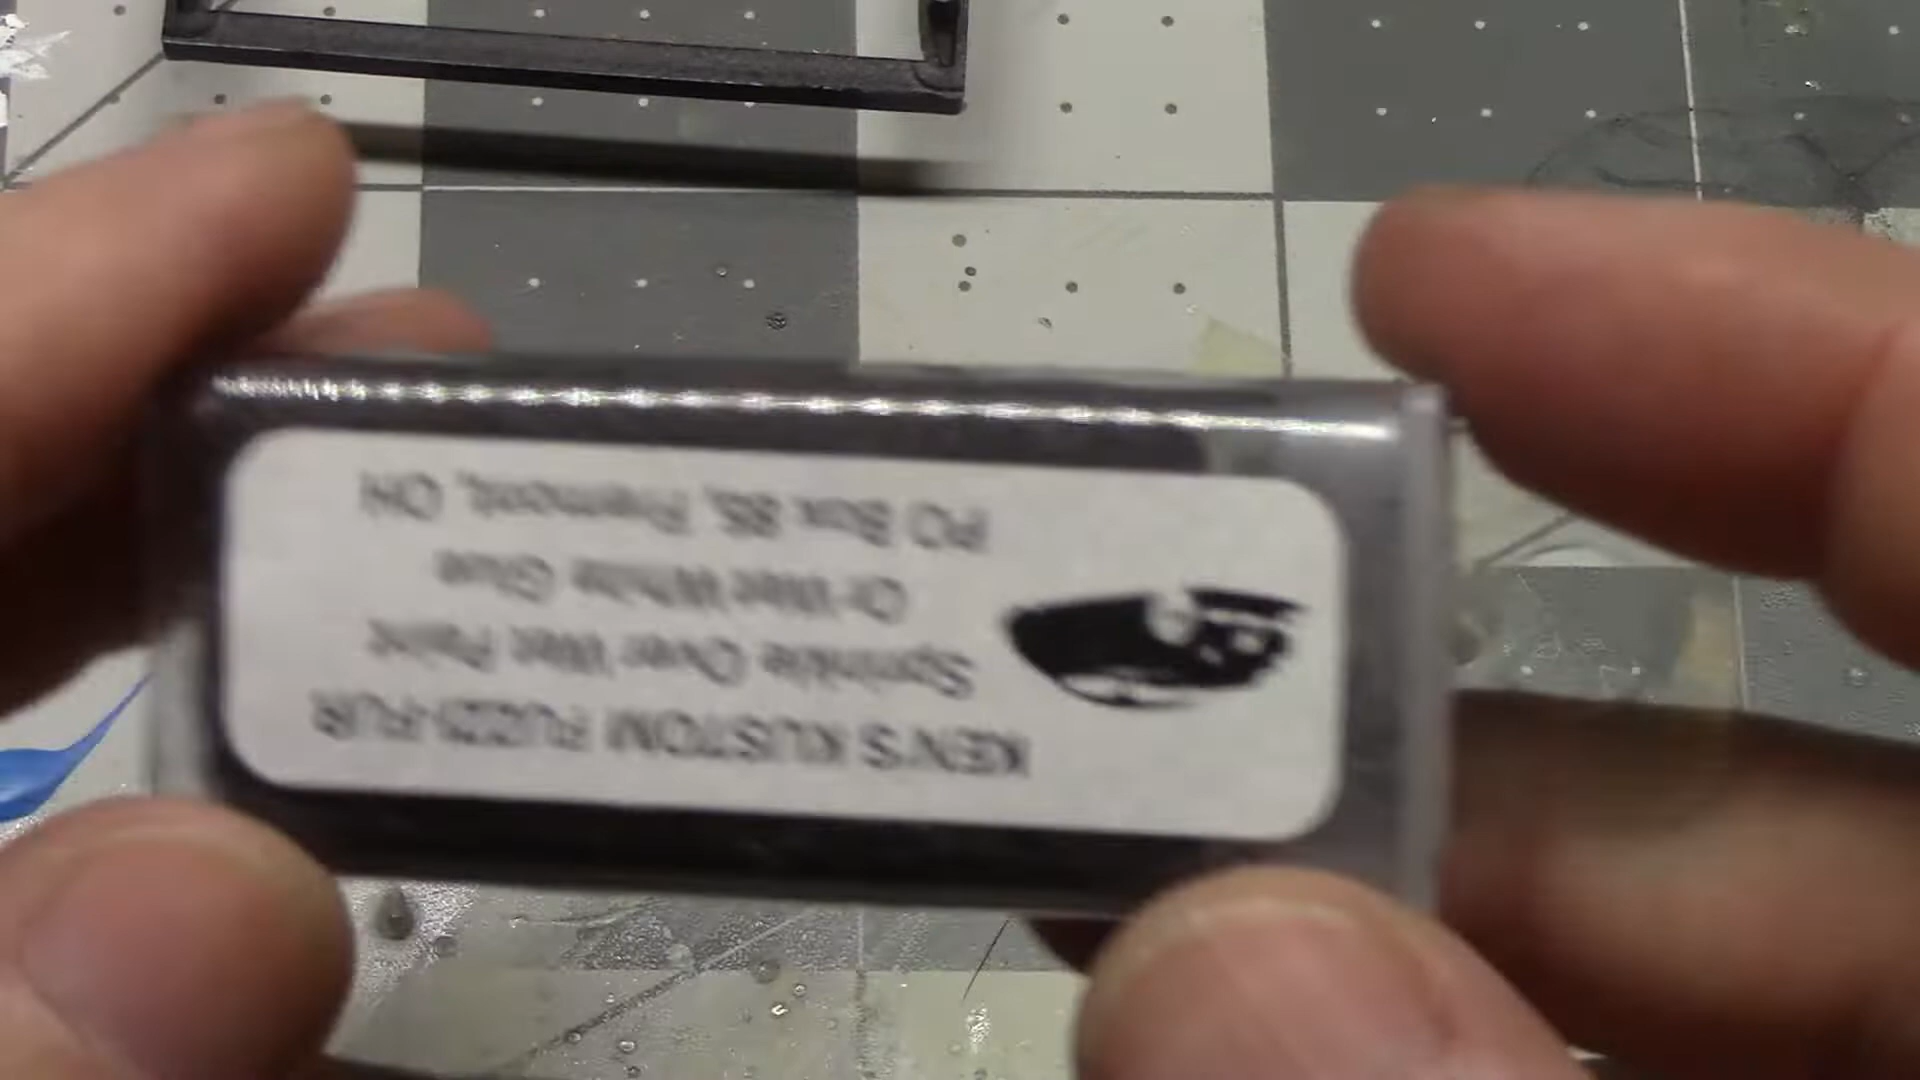 KEN'S KUSTOM FUZZI-FUR
Sprinkle Over Wet Paint
Or Wet White Glue
PO Box 85, Fremont, OH